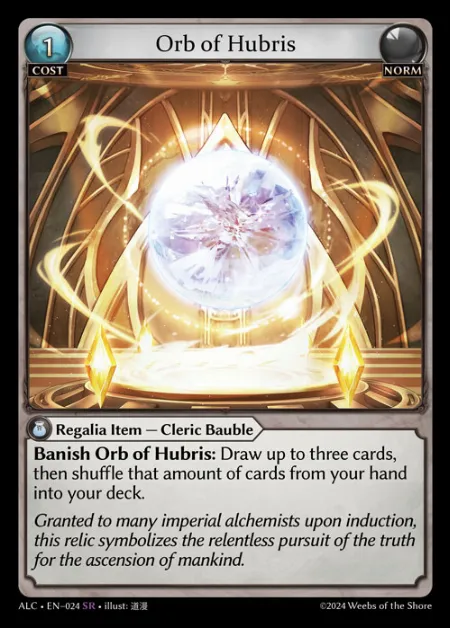 1
Orb of Hubris
COST
NORM
Regalia Item — Cleric Bauble
Banish Orb of Hubris: Draw up to three cards,
then shuffle that amount of cards from your hand
into your deck.
Granted to many imperial alchemists upon induction,
this relic symbolizes the relentless pursuit of the truth
for the ascension of mankind.
ALC • EN–024 SR • illust: 道漫
©2024 Weebs of the Shore